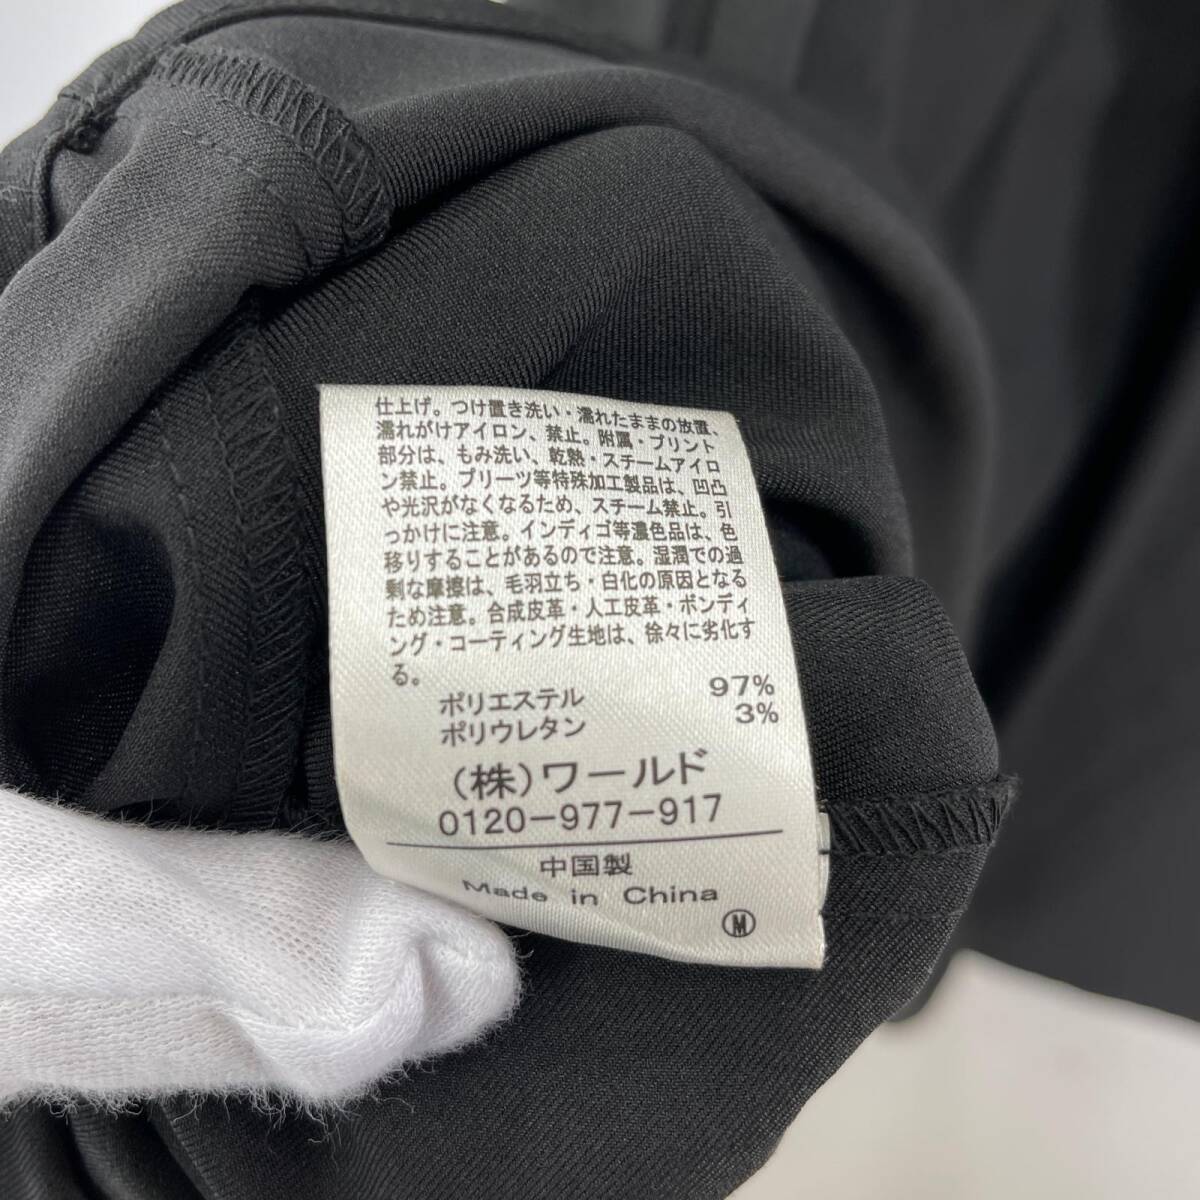 仕上げ。つけ置き洗い・濡れたままの放置、
濡れがけアイロン、禁止。附属・プリント
部分は、もみ洗い、乾熱・スチームアイロ
ン禁止。プリーツ等特殊加工製品は、凹凸
や光沢がなくなるため、スチーム禁止。引
っかけに注意。インディゴ等濃色品は、色
移りすることがあるので注意。湿潤での過
剰な摩擦は、毛羽立ち・白化の原因となる
ため注意。合成皮革・人工皮革・ボンディ
ング・コーティング生地は、徐々に劣化す
る。
ポリエステル 97%
ポリウレタン 3%
(株)ワールド
0120-977-917
中国製
Made in China
Ⓜ